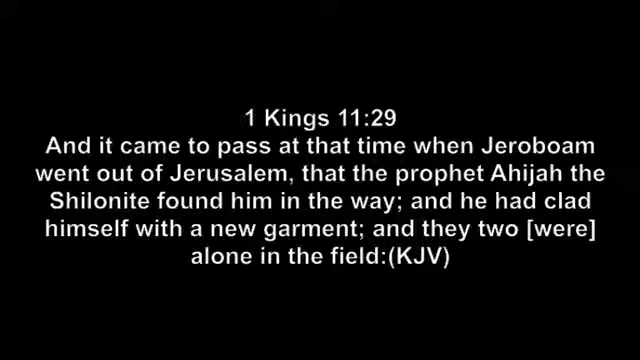 1 Kings 11:29
And it came to pass at that time when Jeroboam
went out of Jerusalem, that the prophet Ahijah the
Shilonite found him in the way; and he had clad
himself with a new garment; and they two [were]
alone in the field:(KJV)